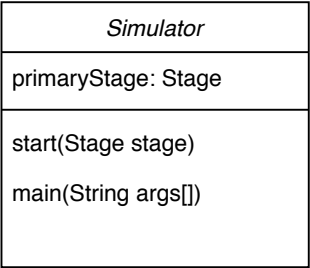 Simulator
primaryStage: Stage
start(Stage stage)
main(String args[])